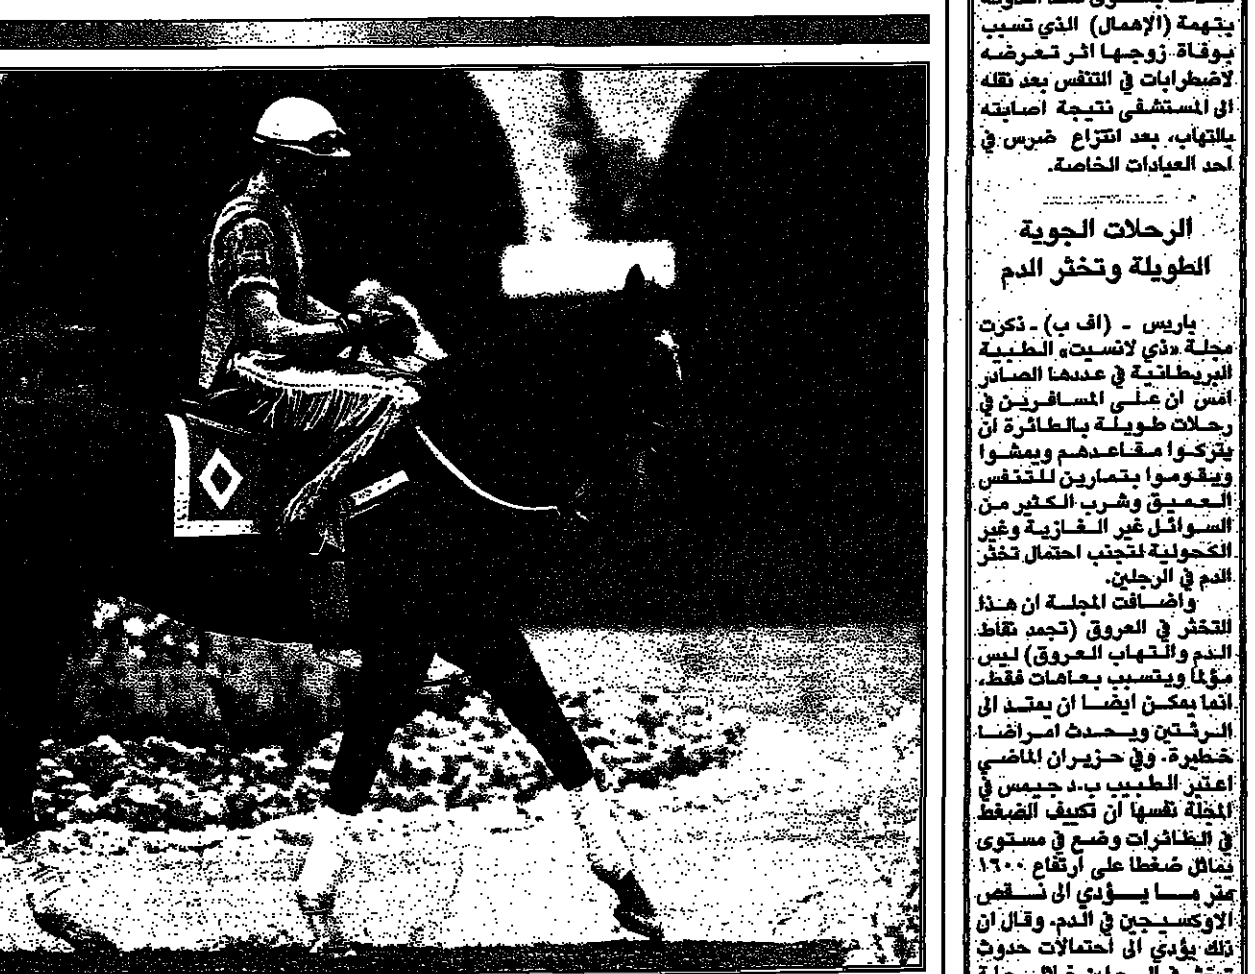 بتهمة (الإهمال) الذي تسبب
بوفاة زوجها اثر تعرضه
لاضطرابات في التنفس بعد نقله
الى المستشفى نتيجة اصابته
بالتهاب، بعد انتزاع ضرس في
احد العيادات الخاصة.
الرحلات الجوية
الطويلة وتخثر الدم
باريس - (اف ب) - ذكرت
مجلة «ذي لانسيت» الطبية
البريطانية في عددها الصادر
امس ان على المسافرين في
رحلات طويلة بالطائرة ان
يتركوا مقاعدهم ويمشوا
ويقوموا بتمارين للتنفس
العميق وشرب الكثير من
السوائل غير الغازية وغير
الكحولية لتجنب احتمال تخثر
الدم في الرجلين.
واضافت المجلة ان هذا
التخثر في العروق (تجمد نقاط
الدم والتهاب العروق) ليس
مؤلما ويتسبب بعاهات فقط،
انما يمكن ايضا ان يمتد الى
الرئتين ويحدث امراضا
خطيرة. وفي حزيران الماضي
اعتبر الطبيب ب.د جيمس في
المجلة نفسها ان تكييف الضغط
في الطائرات وضع في مستوى
يماثل ضغطا على ارتفاع ١٦٠٠
متر مما يؤدي الى نقص
الاوكسيجين في الدم. وقال ان
ذلك يؤدي الى احتمالات حدوث